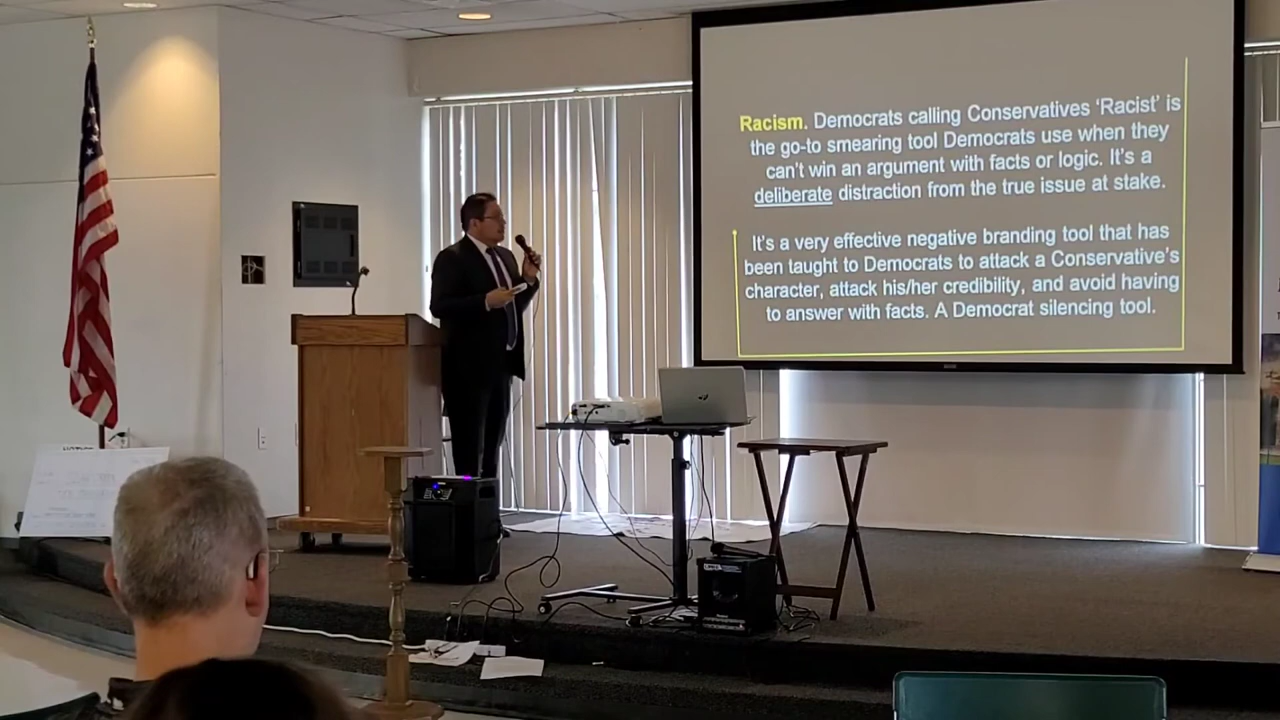 Racism. Democrats calling Conservatives ‘Racist’ is
the go-to smearing tool Democrats use when they
can’t win an argument with facts or logic. It’s a
deliberate distraction from the true issue at stake.
It’s a very effective negative branding tool that has
been taught to Democrats to attack a Conservative’s
character, attack his/her credibility, and avoid having
to answer with facts. A Democrat silencing tool.